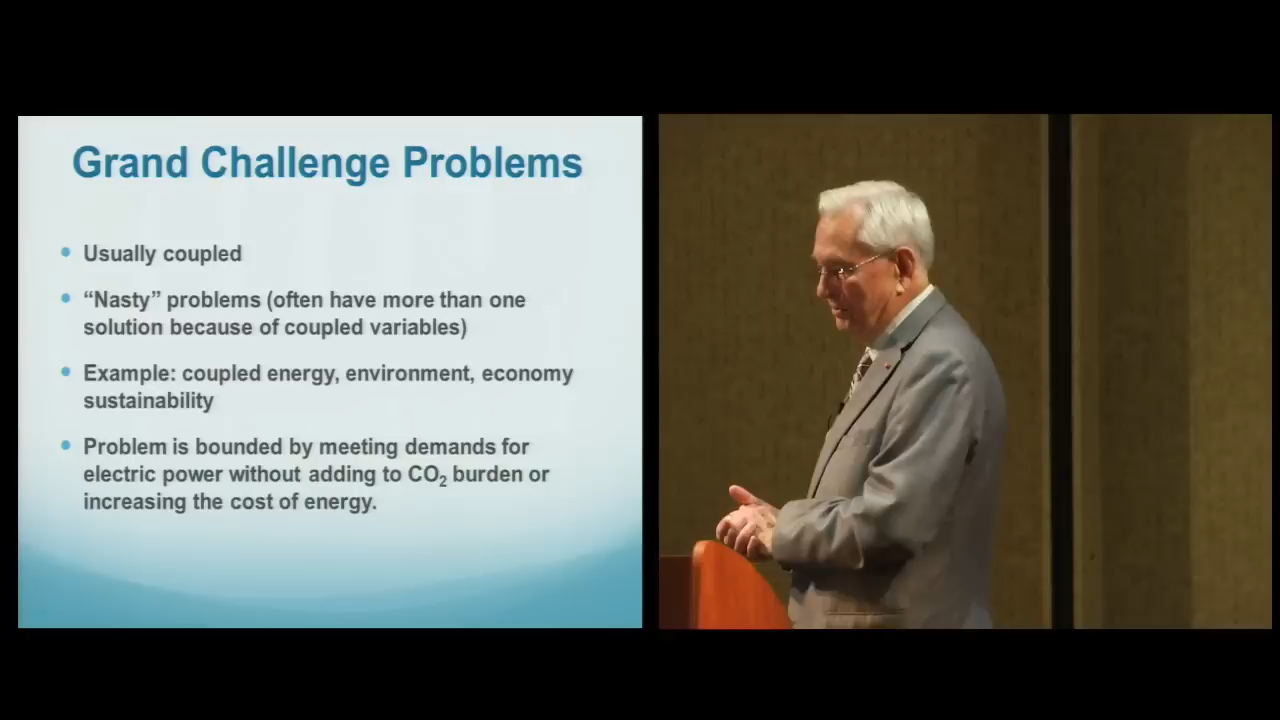 Grand Challenge Problems
Usually coupled
“Nasty” problems (often have more than one
solution because of coupled variables)
Example: coupled energy, environment, economy
sustainability
Problem is bounded by meeting demands for
electric power without adding to CO₂ burden or
increasing the cost of energy.